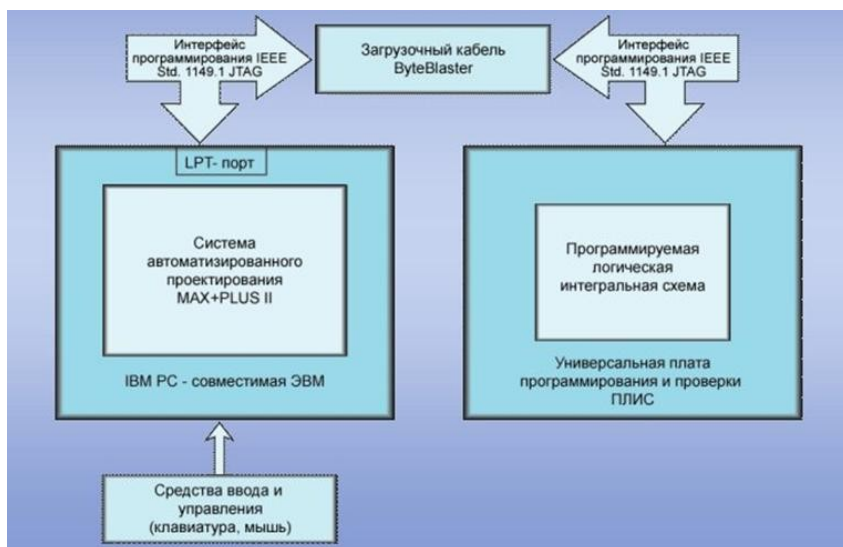 Интерфейс
программирования IEEE
Std. 1149.1 JTAG
Загрузочный кабель
ByteBlaster
Интерфейс
программирования IEEE
Std. 1149.1 JTAG
LPT- порт
Система
автоматизированного
проектирования
MAX+PLUS II
IBM PC - совместимая ЭВМ
Программируемая
логическая
интегральная схема
Универсальная плата
программирования и проверки
ПЛИС
Средства ввода и
управления
(клавиатура, мышь)